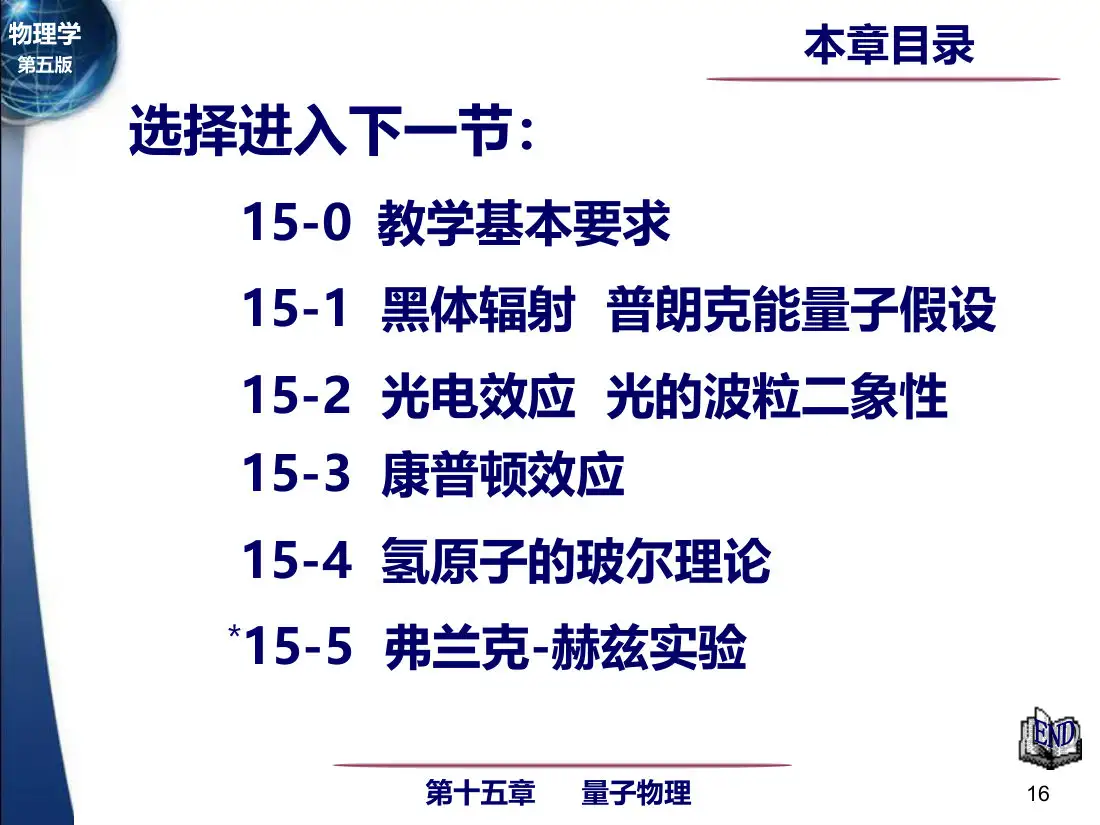 物理学
第五版
本章目录
选择进入下一节：
15-0 教学基本要求
15-1 黑体辐射 普朗克能量子假设
15-2 光电效应 光的波粒二象性
15-3 康普顿效应
15-4 氢原子的玻尔理论
*15-5 弗兰克-赫兹实验
END
第十五章 量子物理
16